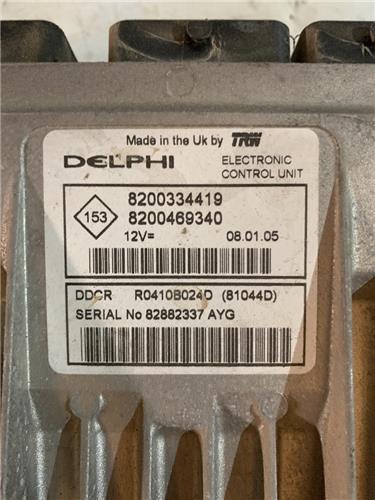 Made in the Uk by TRW
DELPHI ELECTRONIC CONTROL UNIT
153
8200334419
8200469340
12V= 08.01.05
DDCR R0410B024D (81044D)
SERIAL No 82882337 AYG